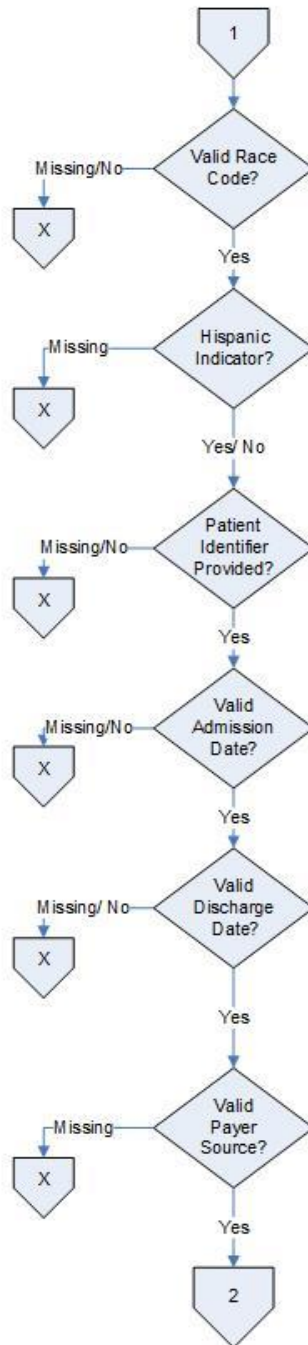 1
Valid Race
Code?
Missing/No
X
Yes
Hispanic
Indicator?
Missing
X
Yes/ No
Patient
Identifier
Provided?
Missing/No
X
Yes
Valid
Admission
Date?
Missing/No
X
Yes
Valid
Discharge
Date?
Missing/ No
X
Yes
Valid
Payer
Source?
Missing
X
Yes
2